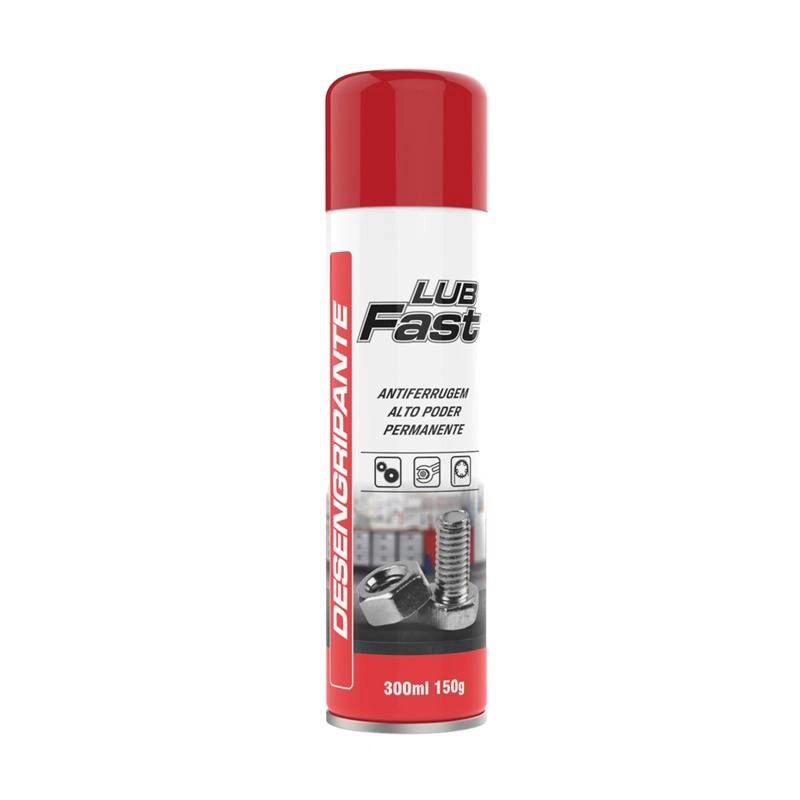 LUB
Fast
DESENGRIPANTE
ANTIFERRUGEM
ALTO PODER
PERMANENTE
300ml 150g